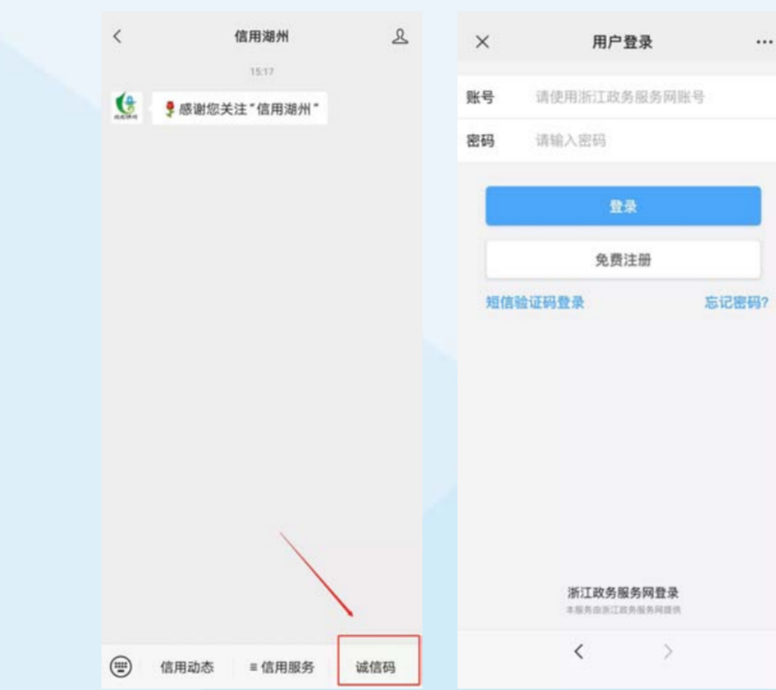 信用湖州
15:17
感谢您关注“信用湖州”
信用动态
≡ 信用服务
诚信码
用户登录
账号 请使用浙江政务服务网账号
密码 请输入密码
登录
免费注册
短信验证码登录 忘记密码?
浙江政务服务网登录
本服务由浙江政务服务网提供